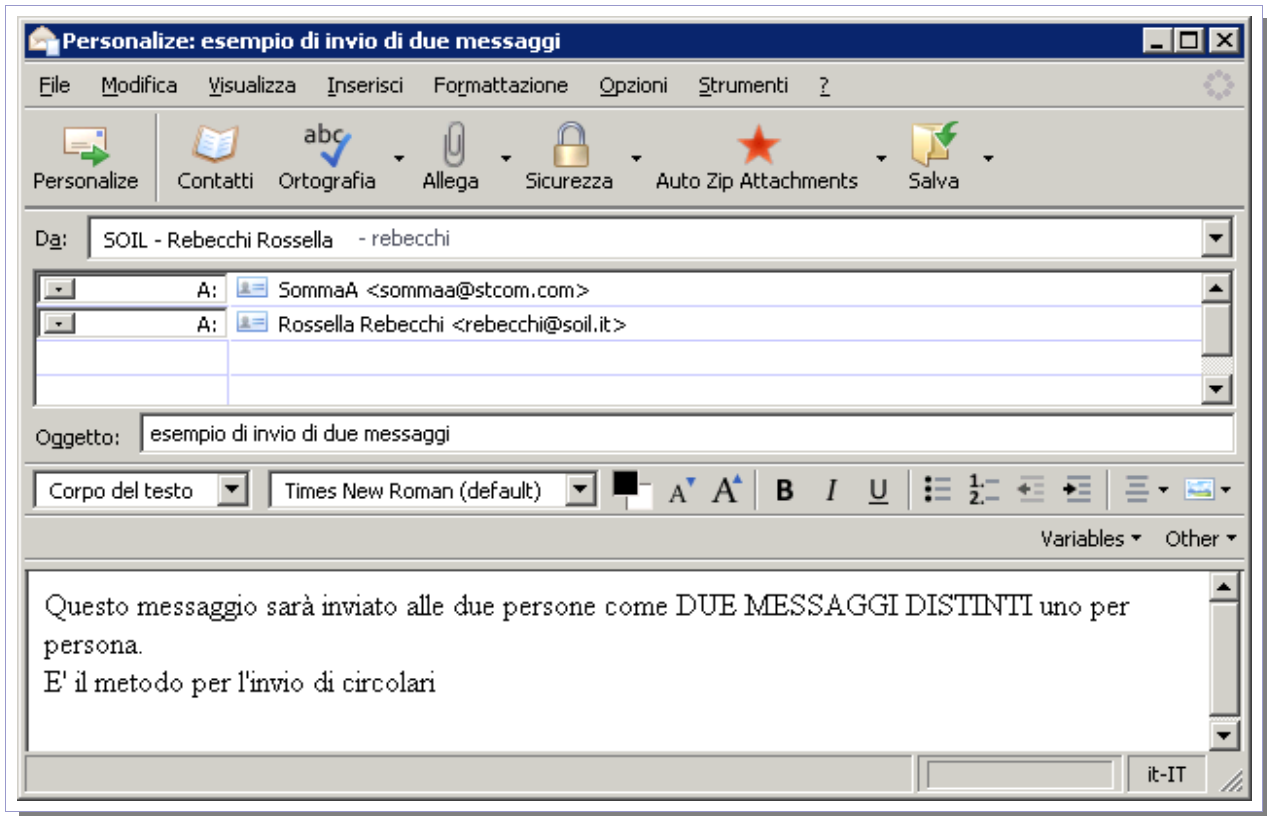 Personalize: esempio di invio di due messaggi
File Modifica Visualizza Inserisci Formattazione Opzioni Strumenti ?
abc
Personalize Contatti Ortografia Allega Sicurezza Auto Zip Attachments Salva
Da: SOIL - Rebecchi Rossella - rebecchi
A: SommaA <sommaa@stcom.com>
A: Rossella Rebecchi <rebecchi@soil.it>
Oggetto: esempio di invio di due messaggi
Corpo del testo Times New Roman (default) A A B I U 1. 2.
Variables Other
Questo messaggio sarà inviato alle due persone come DUE MESSAGGI DISTINTI uno per
persona.
E' il metodo per l'invio di circolari
it-IT